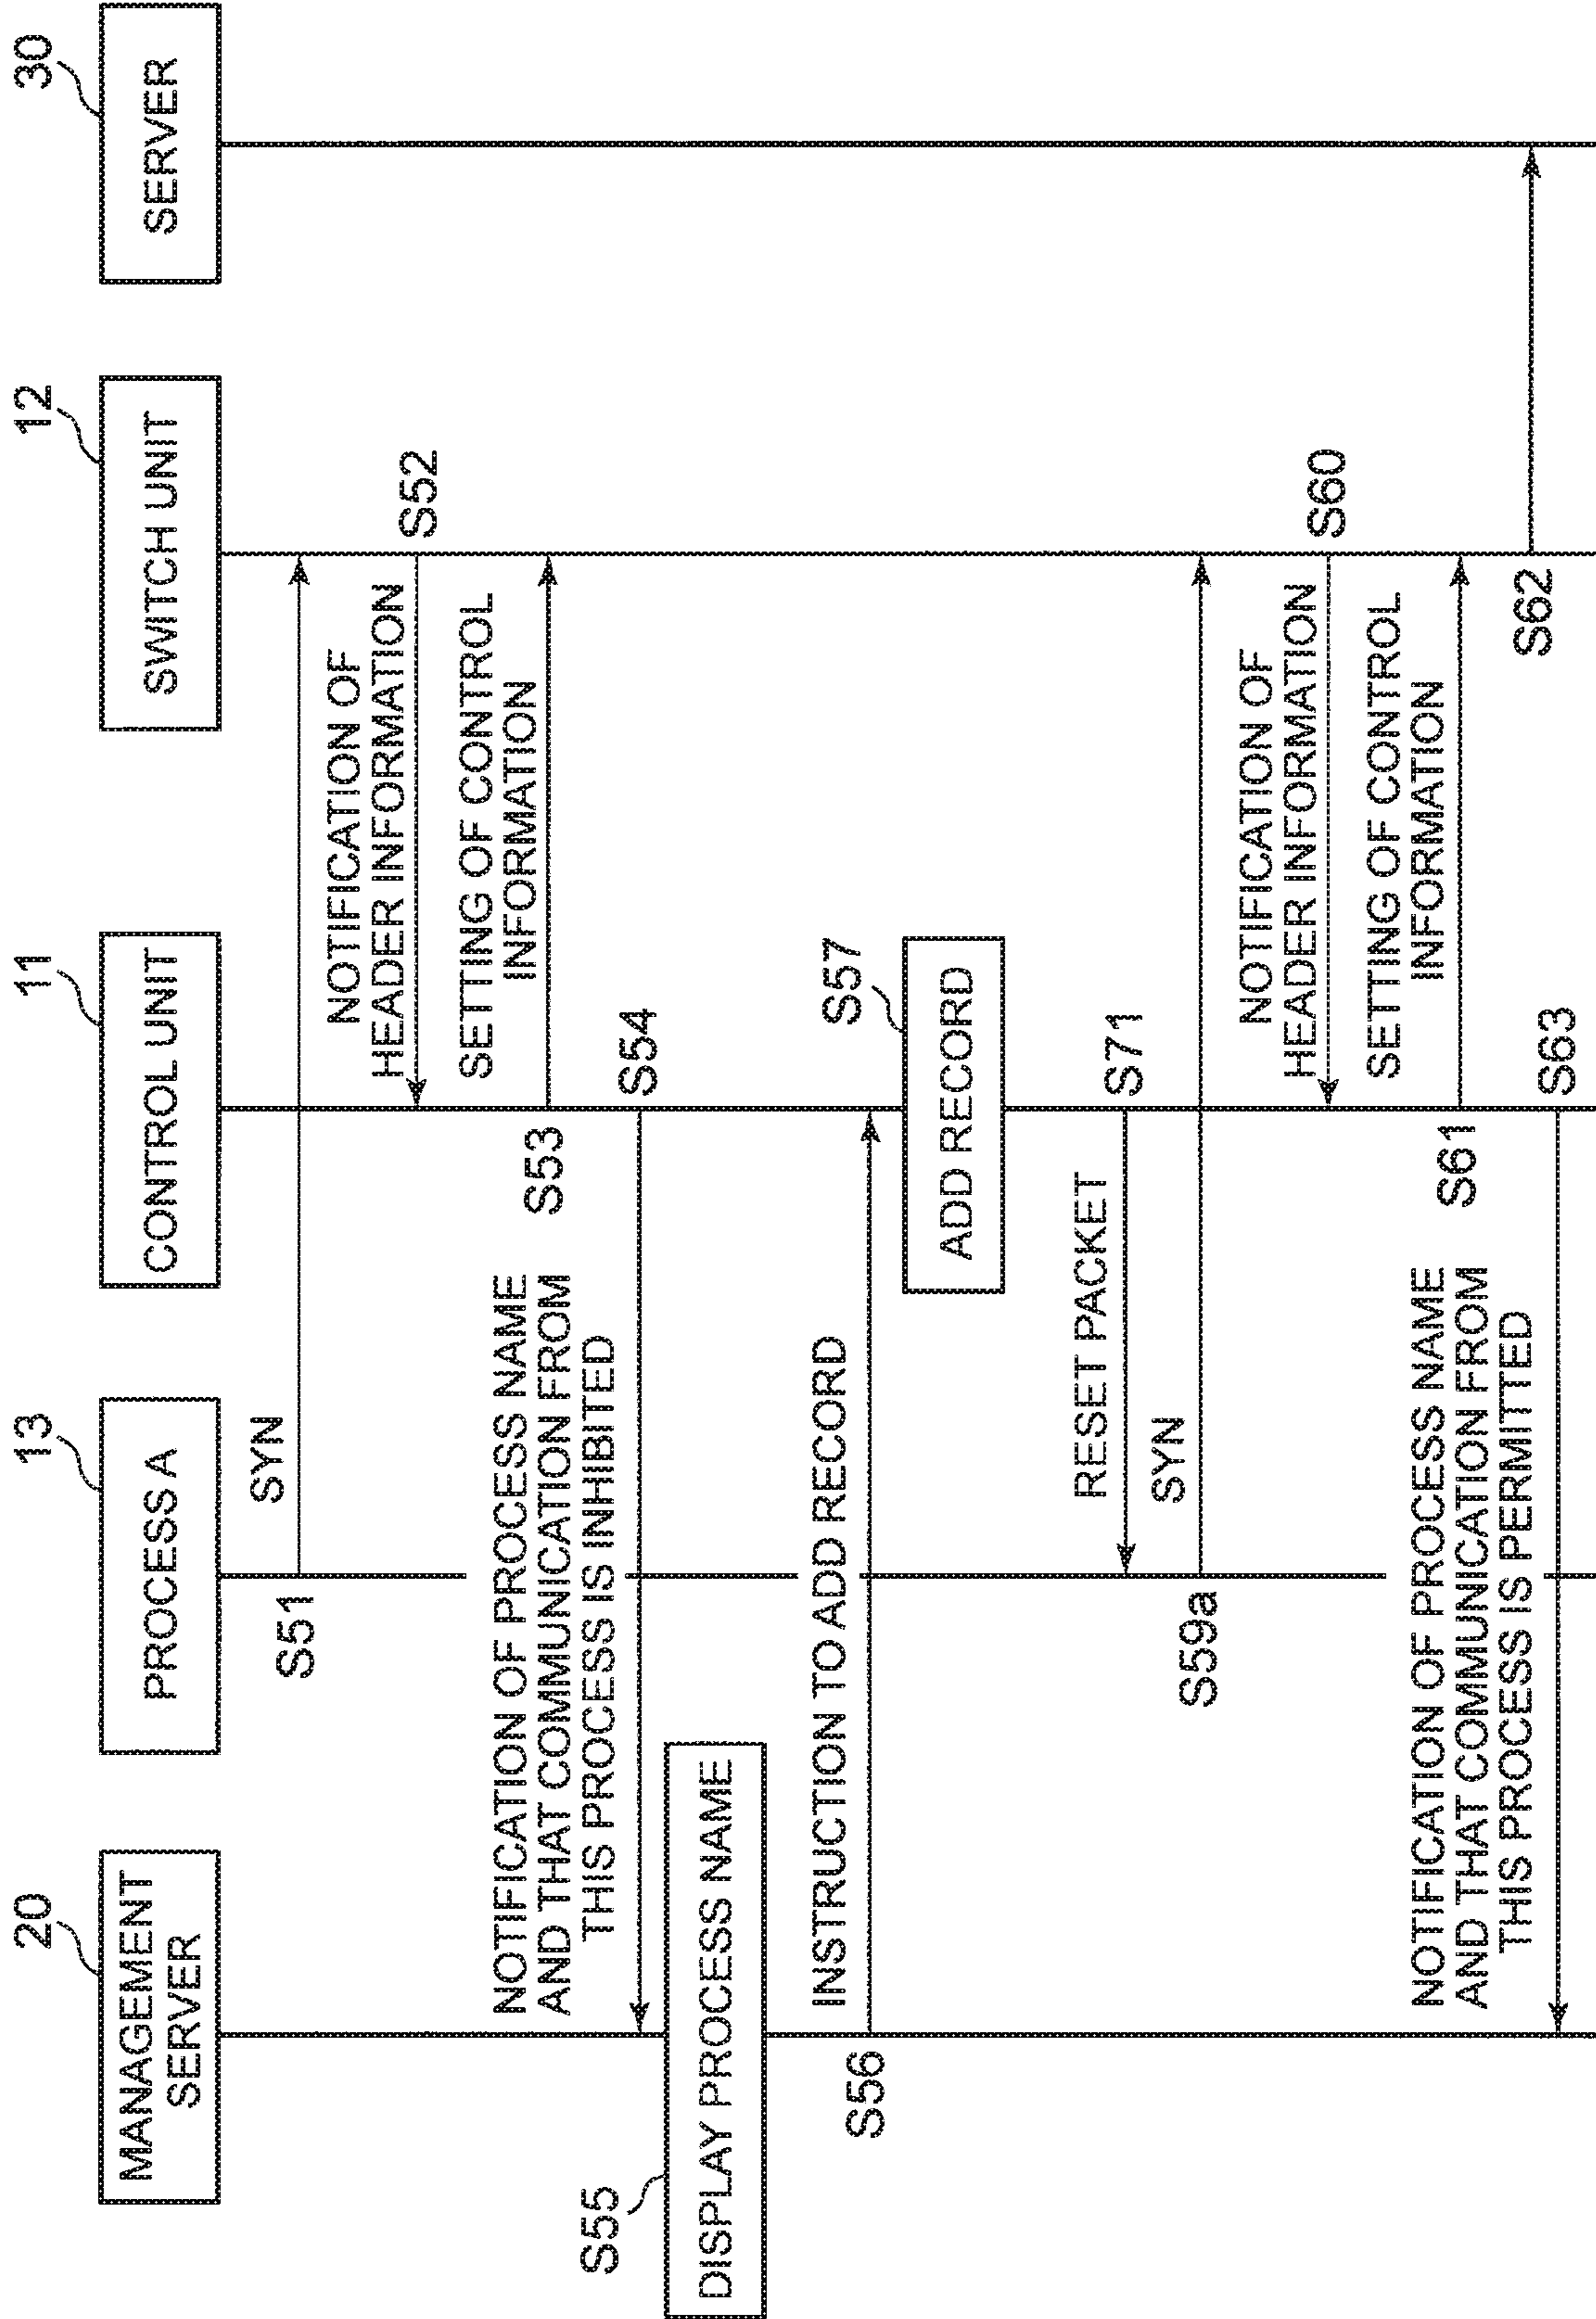 20
MANAGEMENT
SERVER
13
PROCESS A
11
CONTROL UNIT
12
SWITCH UNIT
30
SERVER
SYN
S51
NOTIFICATION OF
HEADER INFORMATION
S52
SETTING OF CONTROL
INFORMATION
S53
NOTIFICATION OF PROCESS NAME
AND THAT COMMUNICATION FROM
THIS PROCESS IS INHIBITED
S54
S55
DISPLAY PROCESS NAME
INSTRUCTION TO ADD RECORD
S56
S57
ADD RECORD
RESET PACKET
S71
SYN
S59a
NOTIFICATION OF
HEADER INFORMATION
S60
SETTING OF CONTROL
INFORMATION
S61
S62
NOTIFICATION OF PROCESS NAME
AND THAT COMMUNICATION FROM
THIS PROCESS IS PERMITTED
S63